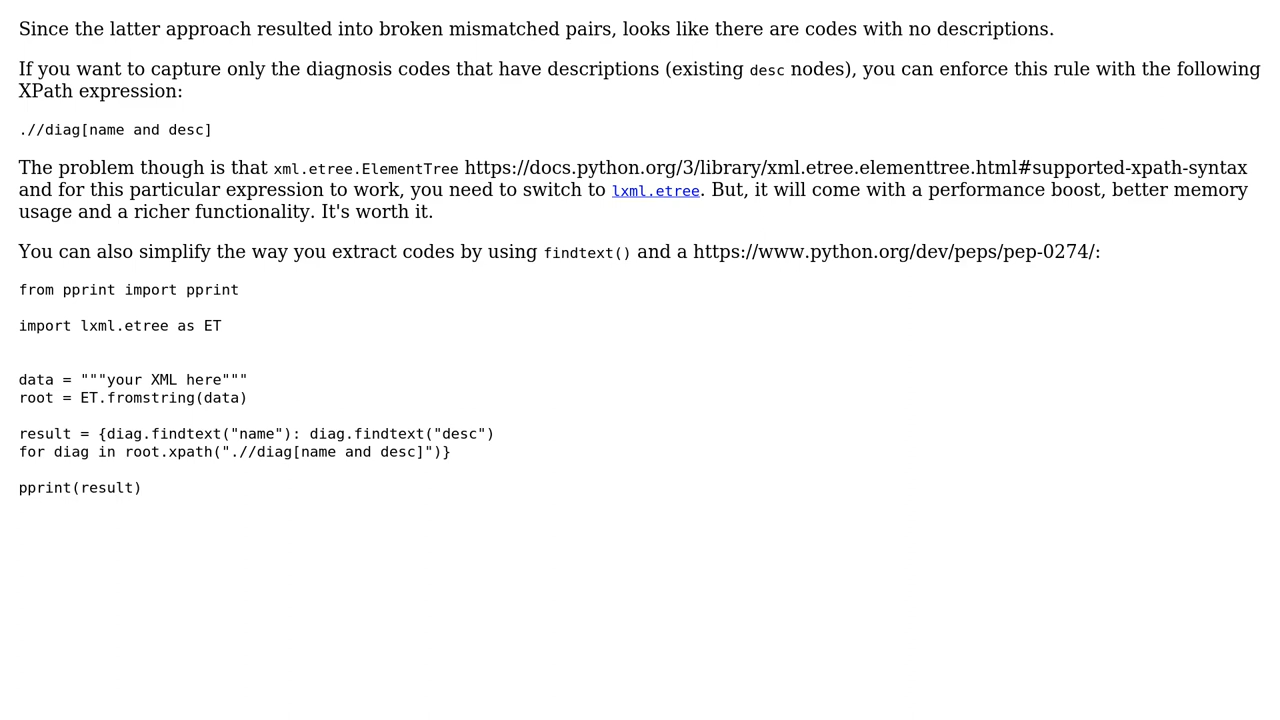 Since the latter approach resulted into broken mismatched pairs, looks like there are codes with no descriptions.
If you want to capture only the diagnosis codes that have descriptions (existing desc nodes), you can enforce this rule with the following
XPath expression:
.//diag[name and desc]
The problem though is that xml.etree.ElementTree https://docs.python.org/3/library/xml.etree.elementtree.html#supported-xpath-syntax
and for this particular expression to work, you need to switch to lxml.etree. But, it will come with a performance boost, better memory
usage and a richer functionality. It's worth it.
You can also simplify the way you extract codes by using findtext() and a https://www.python.org/dev/peps/pep-0274/:
from pprint import pprint
import lxml.etree as ET
data = """your XML here"""
root = ET.fromstring(data)
result = {diag.findtext("name"): diag.findtext("desc")
for diag in root.xpath(".//diag[name and desc]")}
pprint(result)